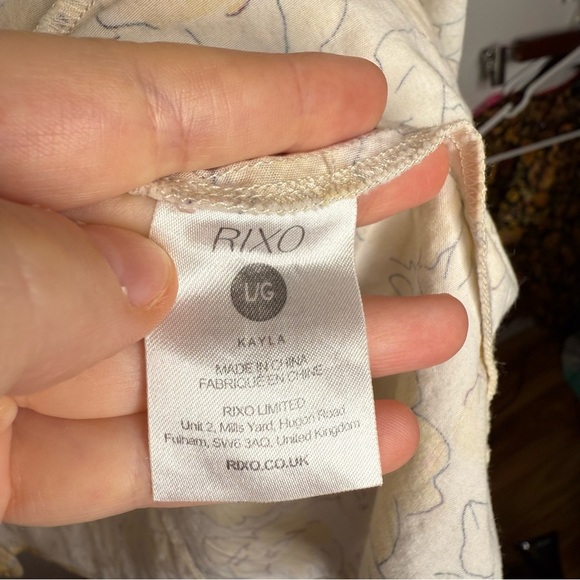 RIXO
L/G
KAYLA
MADE IN CHINA
FABRIQUÉ EN CHINE
RIXO LIMITED
Unit 2, Mills Yard, Hugon Road
Fulham, SW6 3AQ, United Kingdom
RIXO.CO.UK